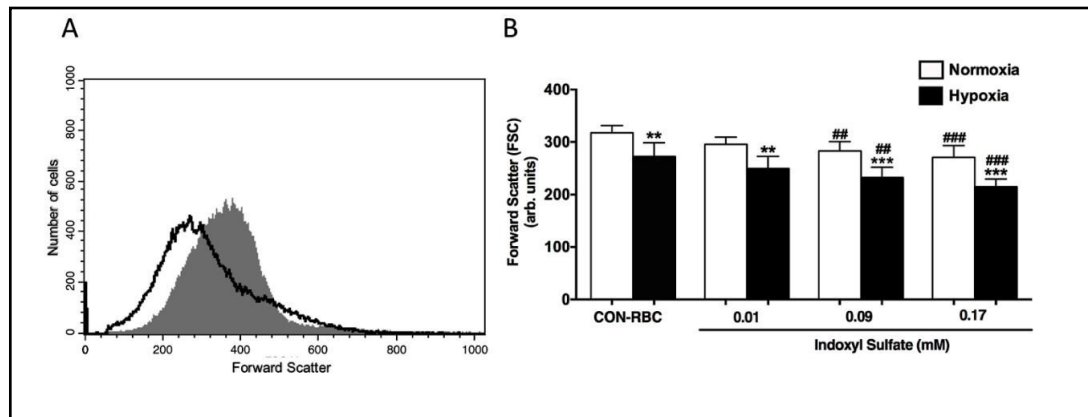 A
1000
800
600
400
200
0
Number of cells
0 200 400 600 800 1000
Forward Scatter
B
Normoxia
Hypoxia
Forward Scatter (FSC)
(arb. units)
400
300
200
100
0
** ** ## ## *** ### ### ***
CON-RBC 0.01 0.09 0.17
Indoxyl Sulfate (mM)